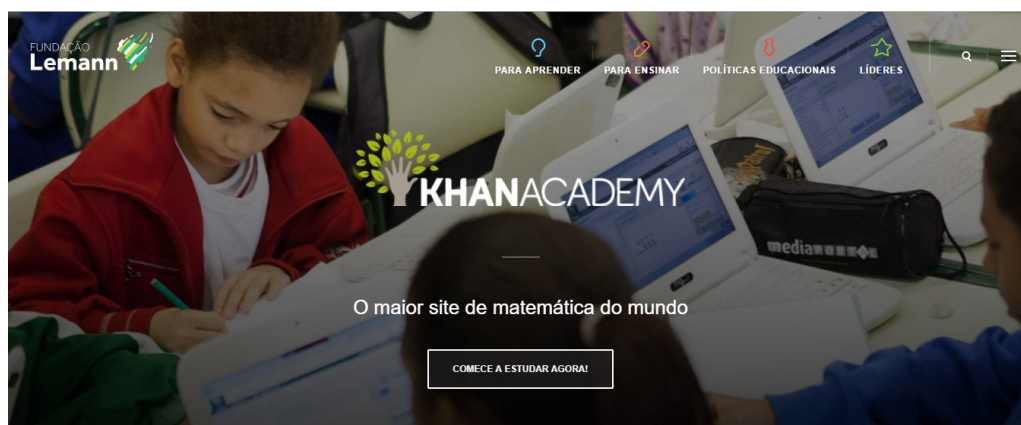 FUNDAÇÃO
Lemann
PARA APRENDER
PARA ENSINAR
POLÍTICAS EDUCACIONAIS
LÍDERES
KHANACADEMY
media
O maior site de matemática do mundo
COMECE A ESTUDAR AGORA!